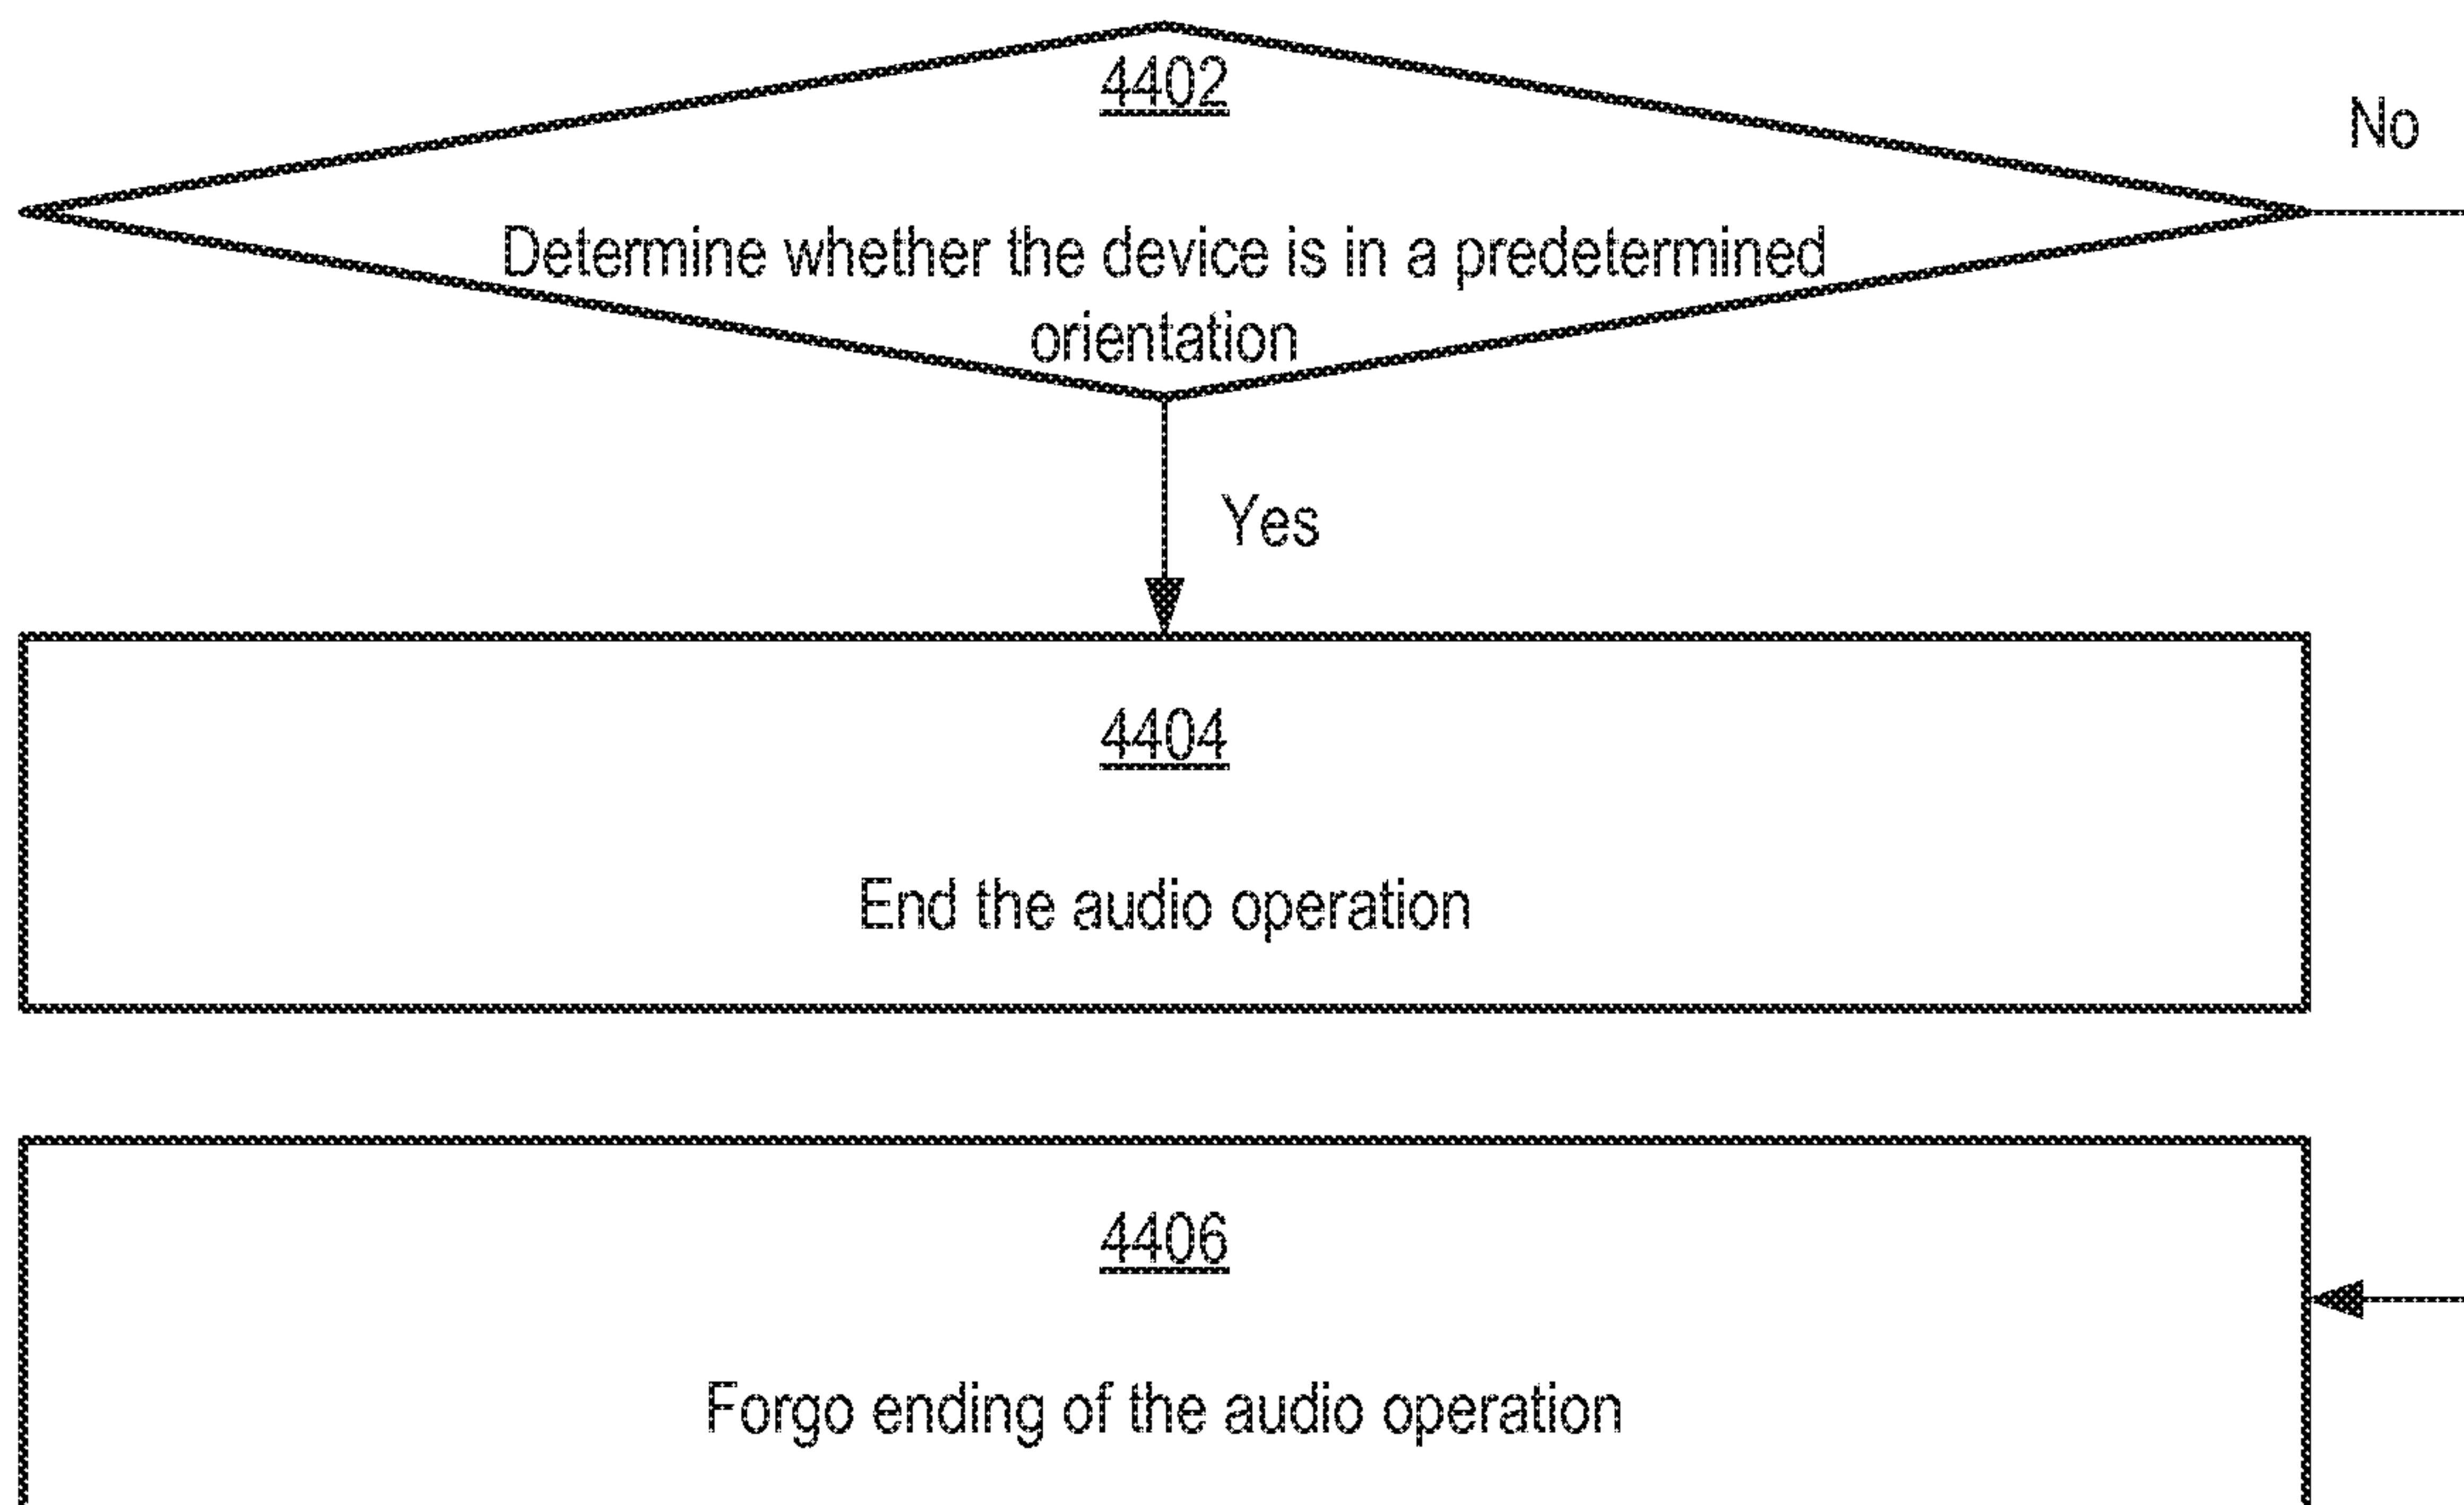 4402
No
Determine whether the device is in a predetermined
orientation
Yes
4404
End the audio operation
4406
Forgo ending of the audio operation